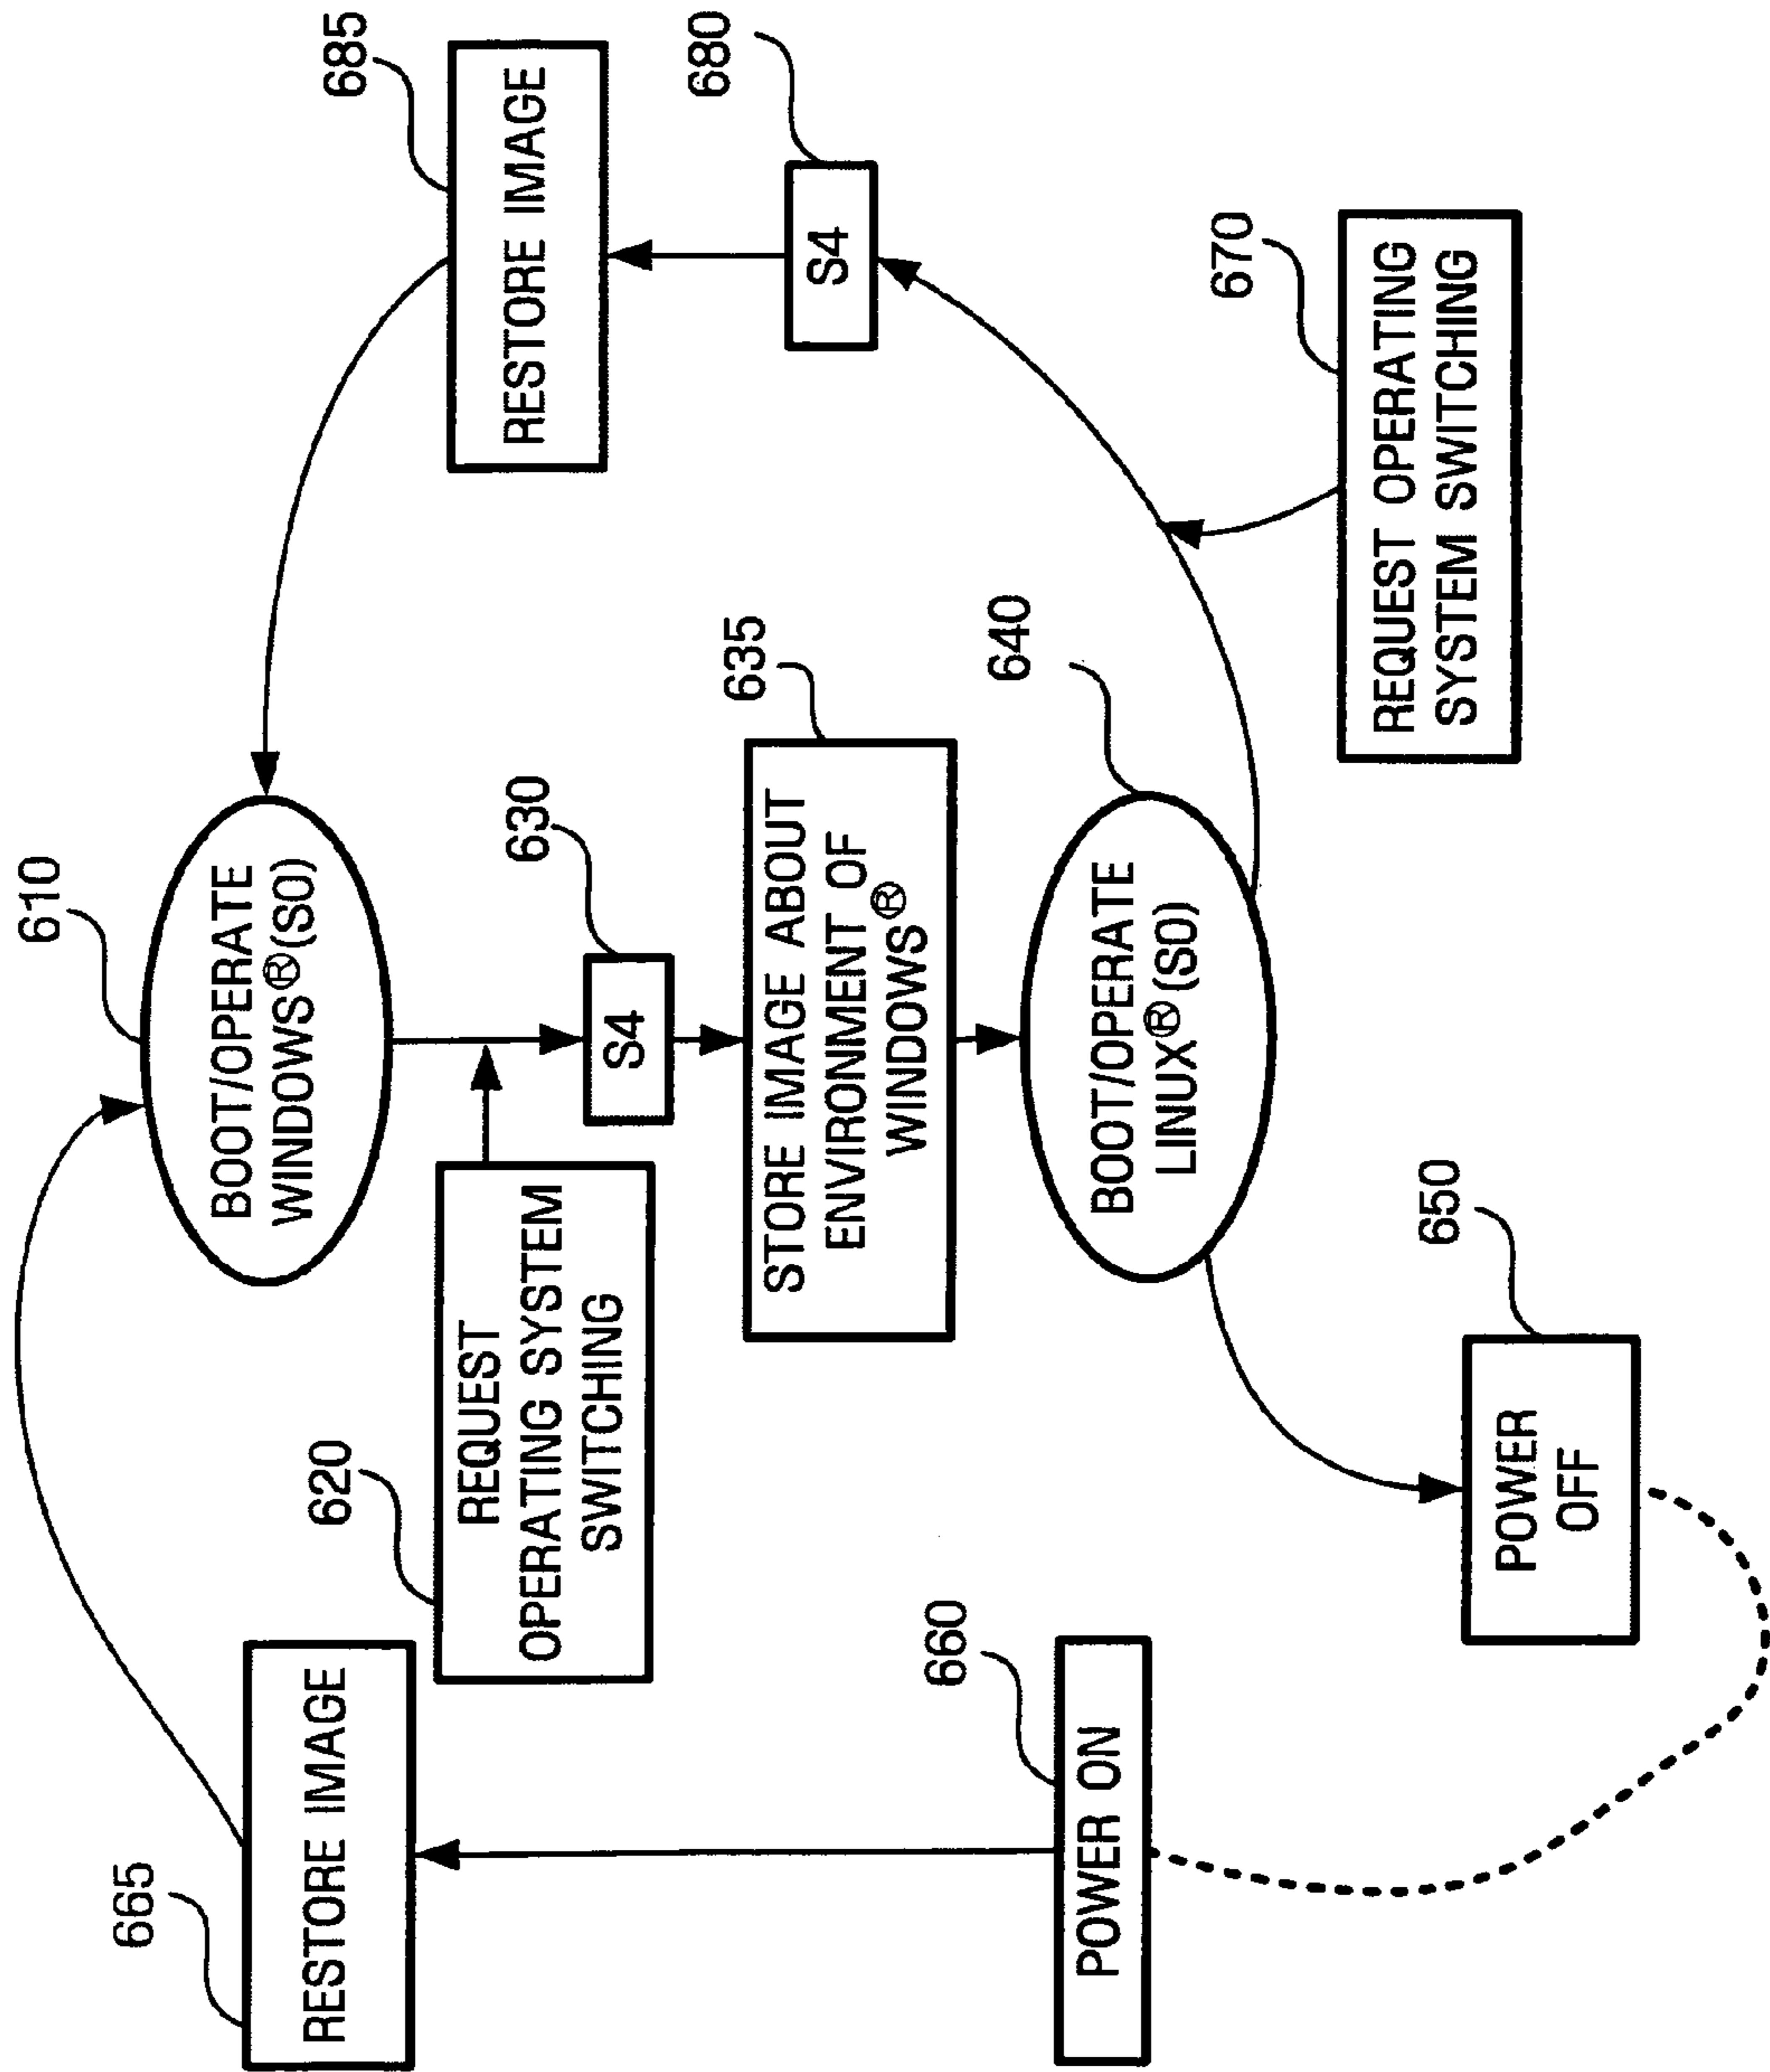 610
BOOT/OPERATE
WINDOWS®(S0)
665
RESTORE IMAGE
620
REQUEST
OPERATING SYSTEM
SWITCHING
630
S4
685
RESTORE IMAGE
635
STORE IMAGE ABOUT
ENVIRONMENT OF
WINDOWS®
680
S4
660
POWER ON
640
BOOT/OPERATE
LINUX®(S0)
650
POWER
OFF
670
REQUEST OPERATING
SYSTEM SWITCHING